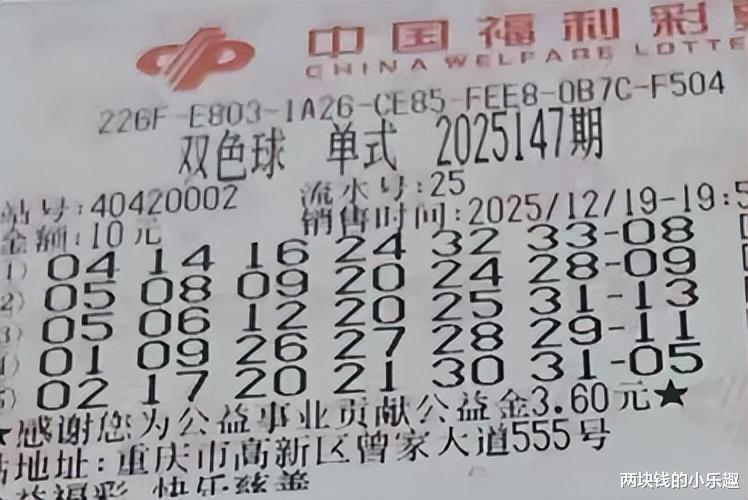 中国福利彩
CHINA WELFARE LOTTE
226F-E803-1A26-CE85-FEE8-0B7C-F504
双色球 单式 2025147期
站号:40420002 流水号:25
金额:10元 销售时间:2025/12/19-19:5
1) 04 14 16 24 32 33-08
2) 05 08 09 20 24 28-09
3) 05 06 12 20 25 31-13
4) 01 09 26 27 28 29-11
5) 02 17 20 21 30 31-05
★感谢您为公益事业贡献公益金3.60元★
站地址:重庆市高新区曾家大道555号
益福彩 快乐慈善
两块钱的小乐趣